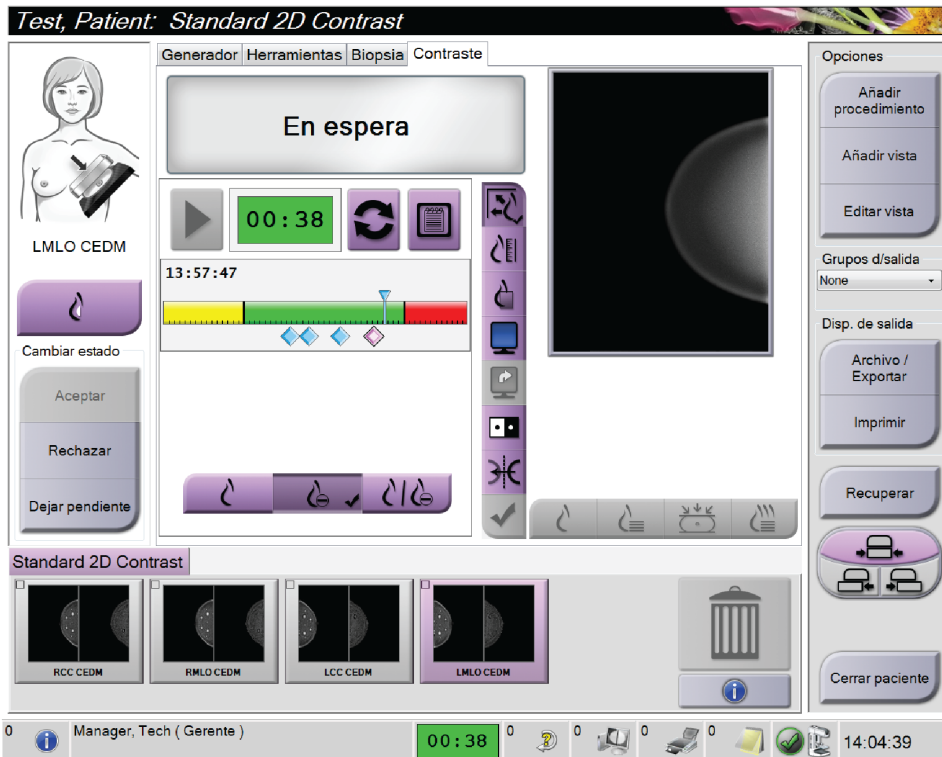 Test, Patient: Standard 2D Contrast
Generador Herramientas Biopsia Contraste
LMLO CEDM
Cambiar estado
Aceptar
Rechazar
Dejar pendiente
En espera
00:38
13:57:47
Opciones
Añadir
procedimiento
Añadir vista
Editar vista
Grupos d/salida
None
Disp. de salida
Archivo /
Exportar
Imprimir
Recuperar
Cerrar paciente
Standard 2D Contrast
RCC CEDM
RMLO CEDM
LCC CEDM
LMLO CEDM
0 Manager, Tech ( Gerente ) 00:38 0 0 0 0 14:04:39